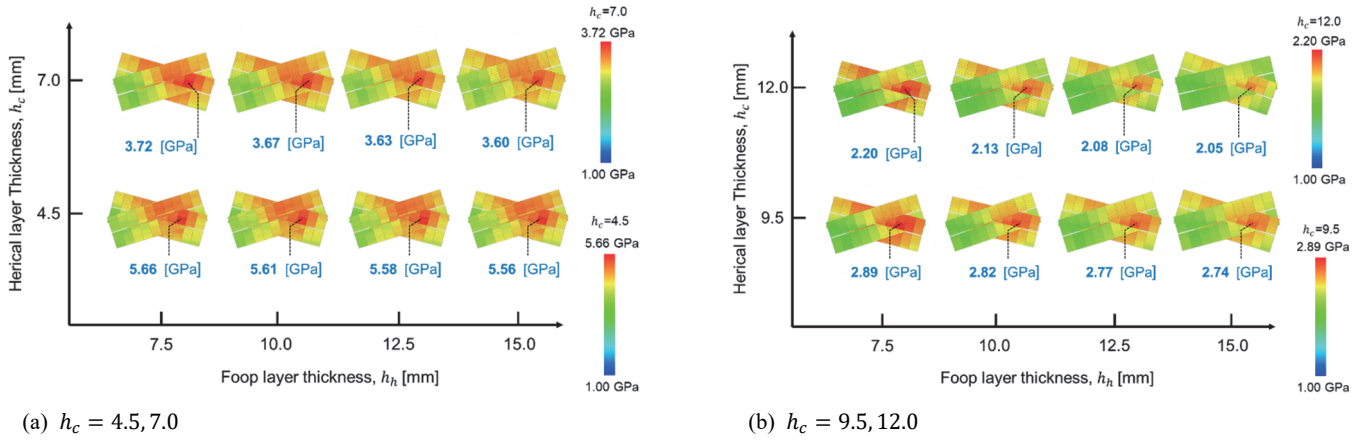 Herical layer Thickness, h_c [mm]
7.0
4.5
3.72 [GPa]
3.67 [GPa]
3.63 [GPa]
3.60 [GPa]
5.66 [GPa]
5.61 [GPa]
5.58 [GPa]
5.56 [GPa]
7.5
10.0
12.5
15.0
Foop layer thickness, h_h [mm]
h_c=7.0
3.72 GPa
1.00 GPa
h_c=4.5
5.66 GPa
1.00 GPa
(a) h_c = 4.5, 7.0
Herical layer Thickness, h_c [mm]
12.0
9.5
2.20 [GPa]
2.13 [GPa]
2.08 [GPa]
2.05 [GPa]
2.89 [GPa]
2.82 [GPa]
2.77 [GPa]
2.74 [GPa]
7.5
10.0
12.5
15.0
Foop layer thickness, h_h [mm]
h_c=12.0
2.20 GPa
1.00 GPa
h_c=9.5
2.89 GPa
1.00 GPa
(b) h_c = 9.5, 12.0